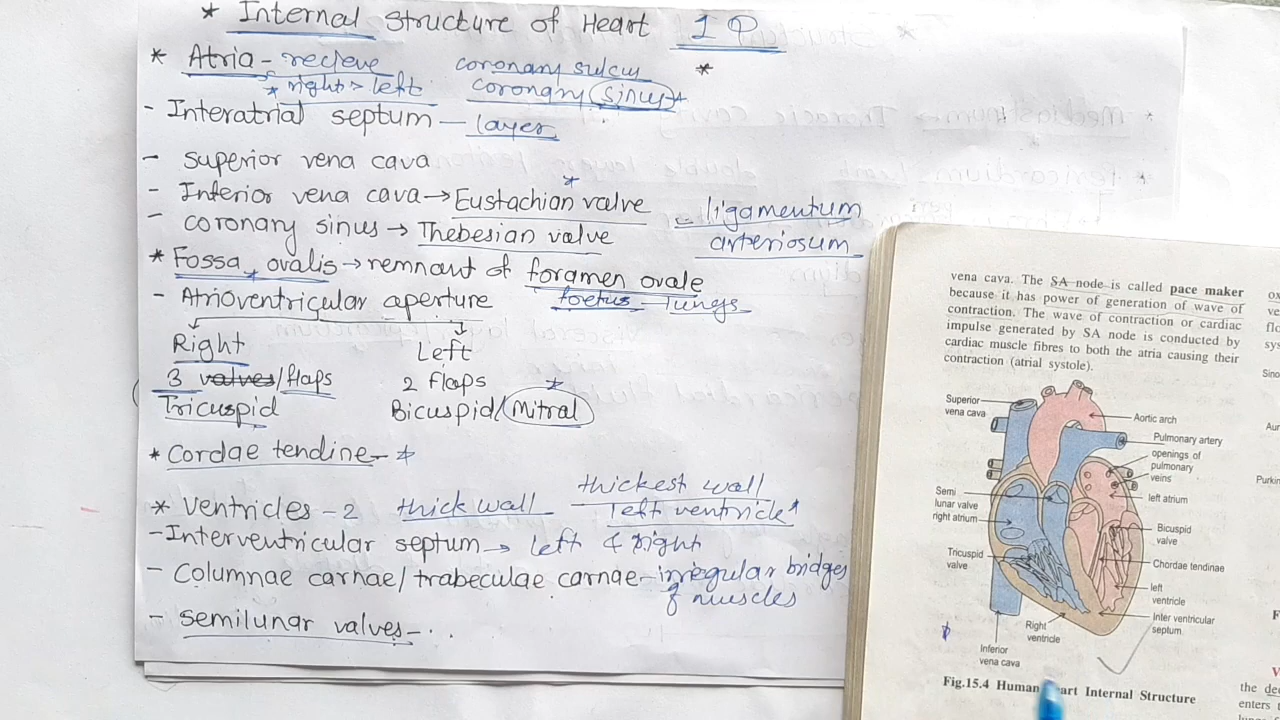 * Internal structure of Heart 1 Q
* Atria - recieve coronary sulcus *
* right > left coronary sinus *
- Interatrial septum — layer
- superior vena cava
- Inferior vena cava → Eustachian valve *
- coronary sinus → Thebesian valve
- ligamentum
arteriosum
* Fossa ovalis → remnant of foramen ovale
- Atrioventricular aperture foetus - lungs
Right Left
3 valves/flaps 2 flaps *
Tricuspid Bicuspid/Mitral
* Cordae tendine - *
* Ventricles - 2 thick wall thickest wall
left ventricle *
- Interventricular septum → left & right
- Columnae carnae/trabeculae carnae - irregular bridges
of muscles
- semilunar valves - ..
vena cava. The SA node is called pace maker
because it has power of generation of wave of
contraction. The wave of contraction or cardiac
impulse generated by SA node is conducted by
cardiac muscle fibres to both the atria causing their
contraction (atrial systole).
Superior
vena cava
Aortic arch
Pulmonary artery
openings of
pulmonary
veins
Semi
lunar valve
right atrium
left atrium
Bicuspid
valve
Tricuspid
valve
Chordae tendinae
left
ventricle
Inter ventricular
septum
Right
ventricle
Inferior
vena cava
Fig.15.4 Human art Internal Structure
the
enters